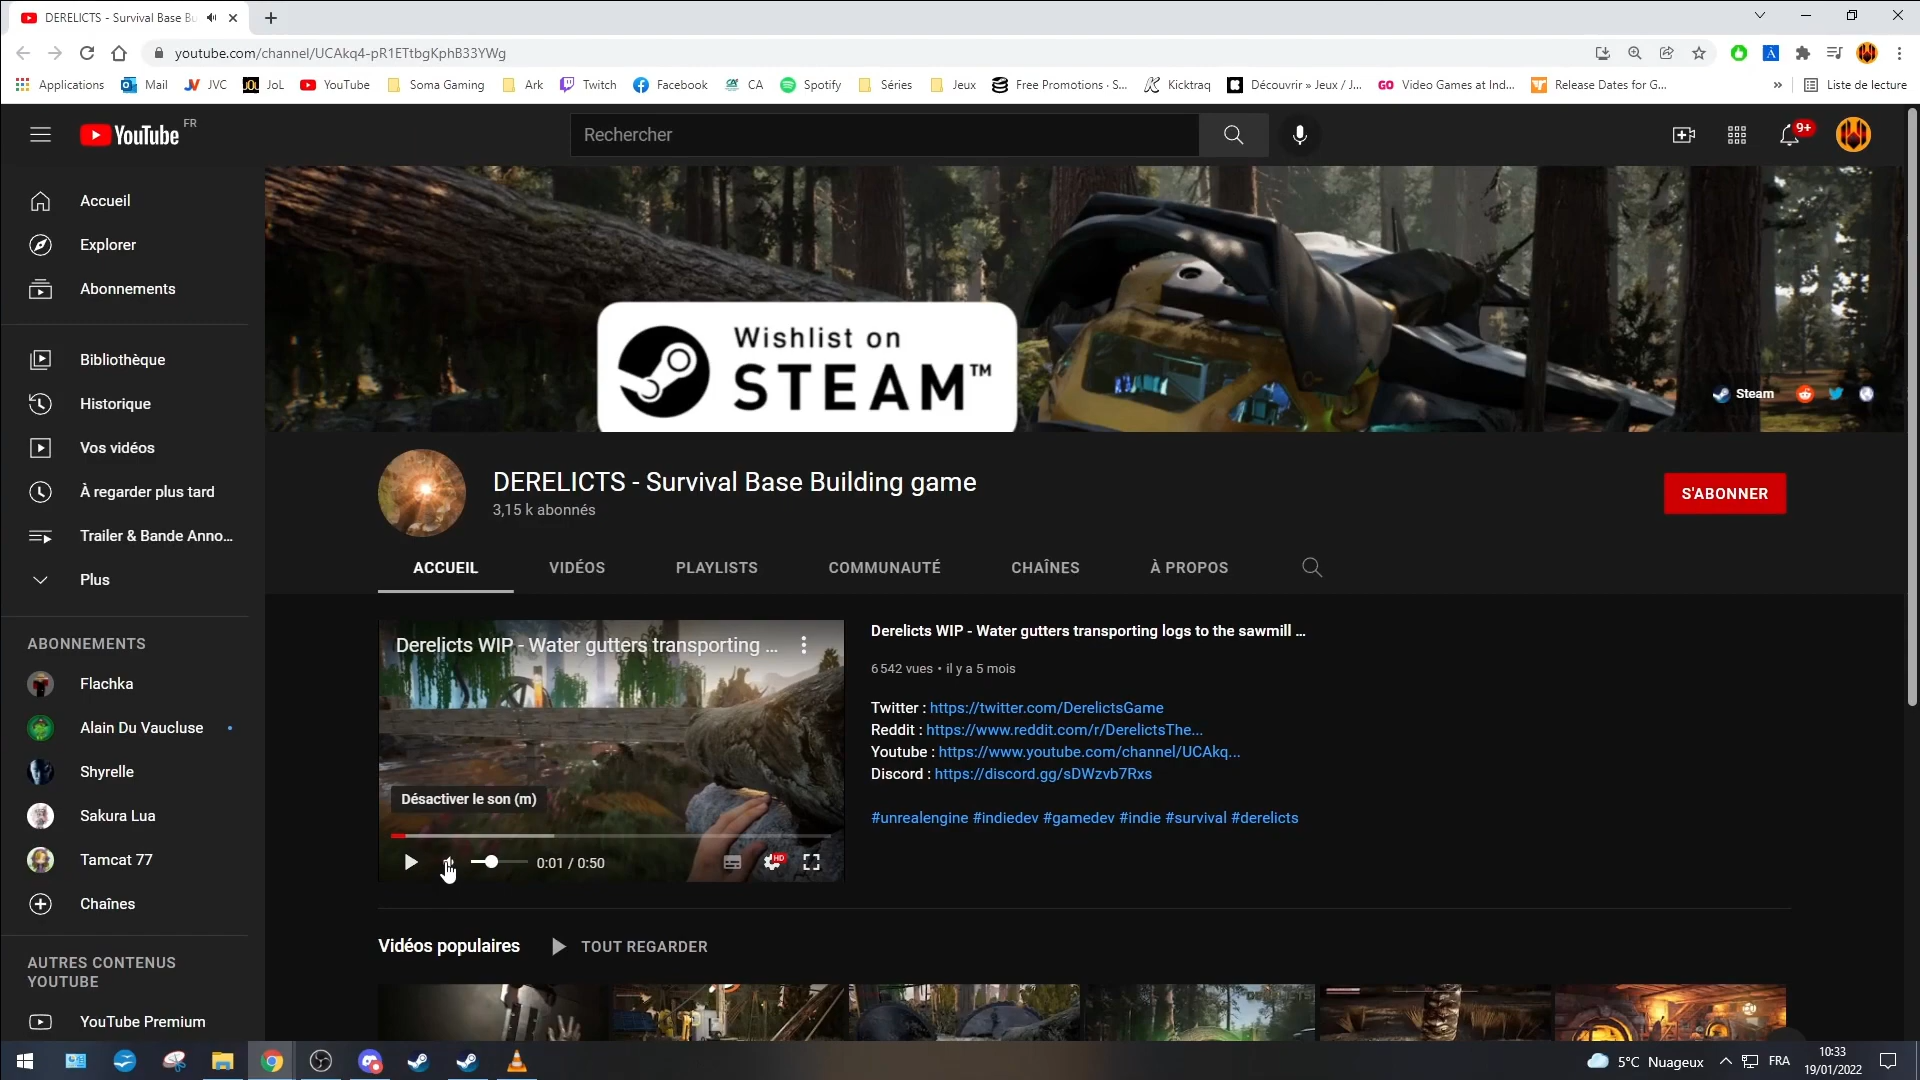 DERELICTS - Survival Base Bu
youtube.com/channel/UCAkq4-pR1ETtbgKphB33YWg
Applications
Mail
JVC
JoL
YouTube
Soma Gaming
Ark
Twitch
Facebook
CA
Spotify
Séries
Jeux
Free Promotions · S...
Kicktraq
Découvrir » Jeux / J...
GO
Video Games at Ind...
Release Dates for G...
»
Liste de lecture
YouTube FR
Rechercher
9+
Accueil
Explorer
Abonnements
Bibliothèque
Historique
Vos vidéos
À regarder plus tard
Trailer & Bande Anno...
Plus
ABONNEMENTS
Flachka
Alain Du Vaucluse
Shyrelle
Sakura Lua
Tamcat 77
Chaînes
AUTRES CONTENUS
YOUTUBE
YouTube Premium
Wishlist on
STEAM™
Steam
DERELICTS - Survival Base Building game
3,15 k abonnés
S'ABONNER
ACCUEIL
VIDÉOS
PLAYLISTS
COMMUNAUTÉ
CHAÎNES
À PROPOS
Derelicts WIP - Water gutters transporting ...
Désactiver le son (m)
0:01 / 0:50
HD
Derelicts WIP - Water gutters transporting logs to the sawmill ...
6 542 vues • il y a 5 mois
Twitter : https://twitter.com/DerelictsGame
Reddit : https://www.reddit.com/r/DerelictsThe...
Youtube : https://www.youtube.com/channel/UCAkq...
Discord : https://discord.gg/sDWzvb7Rxs
#unrealengine #indiedev #gamedev #indie #survival #derelicts
Vidéos populaires
TOUT REGARDER
DERELICTS
5°C Nuageux
FRA
10:33
19/01/2022